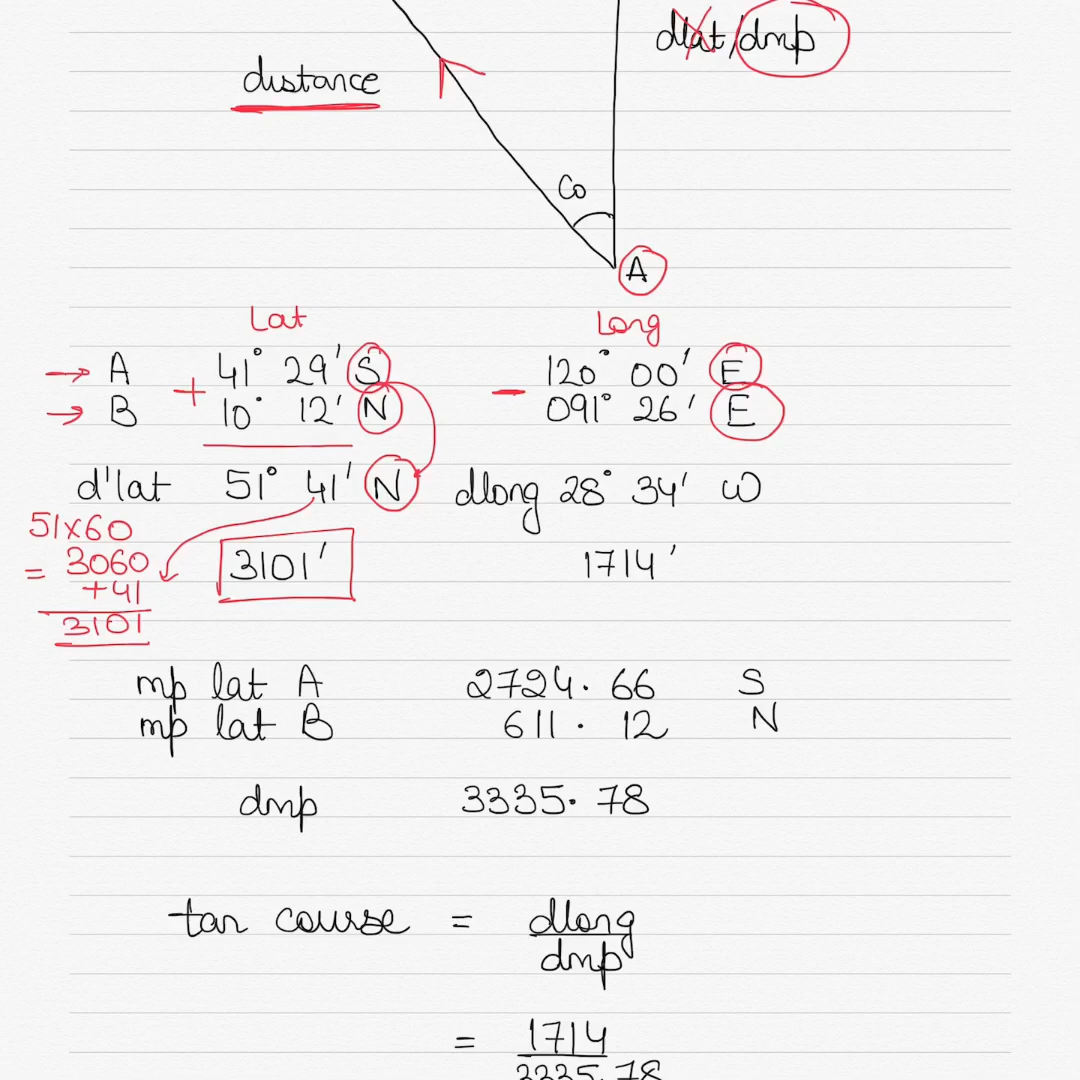 dlat/dmp
distance
Co
A
Lat Long
A + 41° 29' S - 120° 00' E
B 10° 12' N 091° 26' E
d'lat 51° 41' N dlong 28° 34' W
51x60
= 3060 3101' 1714'
+41
3101
mp lat A 2724.66 S
mp lat B 611.12 N
dmp 3335.78
tan course = dlong
dmp
= 1714
3335.78